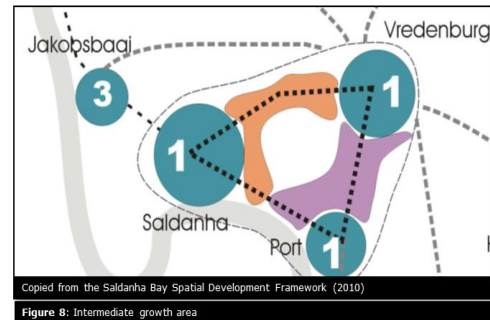 Vredenburg
Jakobsbaai
3
1
1
Saldanha
Port
1
Copied from the Saldanha Bay Spatial Development Framework (2010)
Figure 8: Intermediate growth area